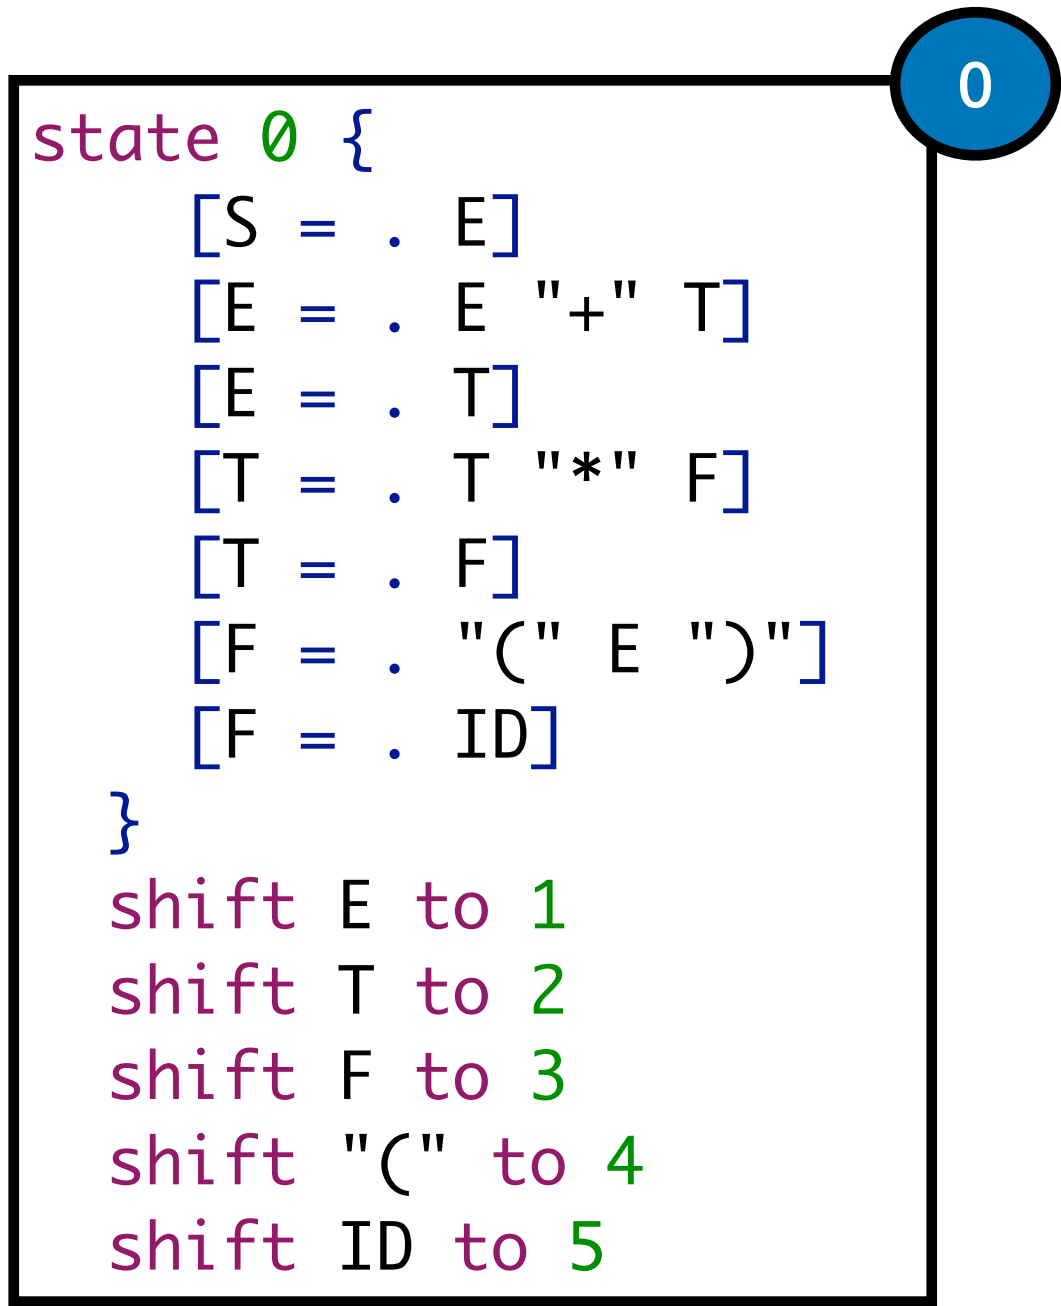 0
state 0 {
[S = . E]
[E = . E "+" T]
[E = . T]
[T = . T "*" F]
[T = . F]
[F = . "(" E ")"]
[F = . ID]
}
shift E to 1
shift T to 2
shift F to 3
shift "(" to 4
shift ID to 5